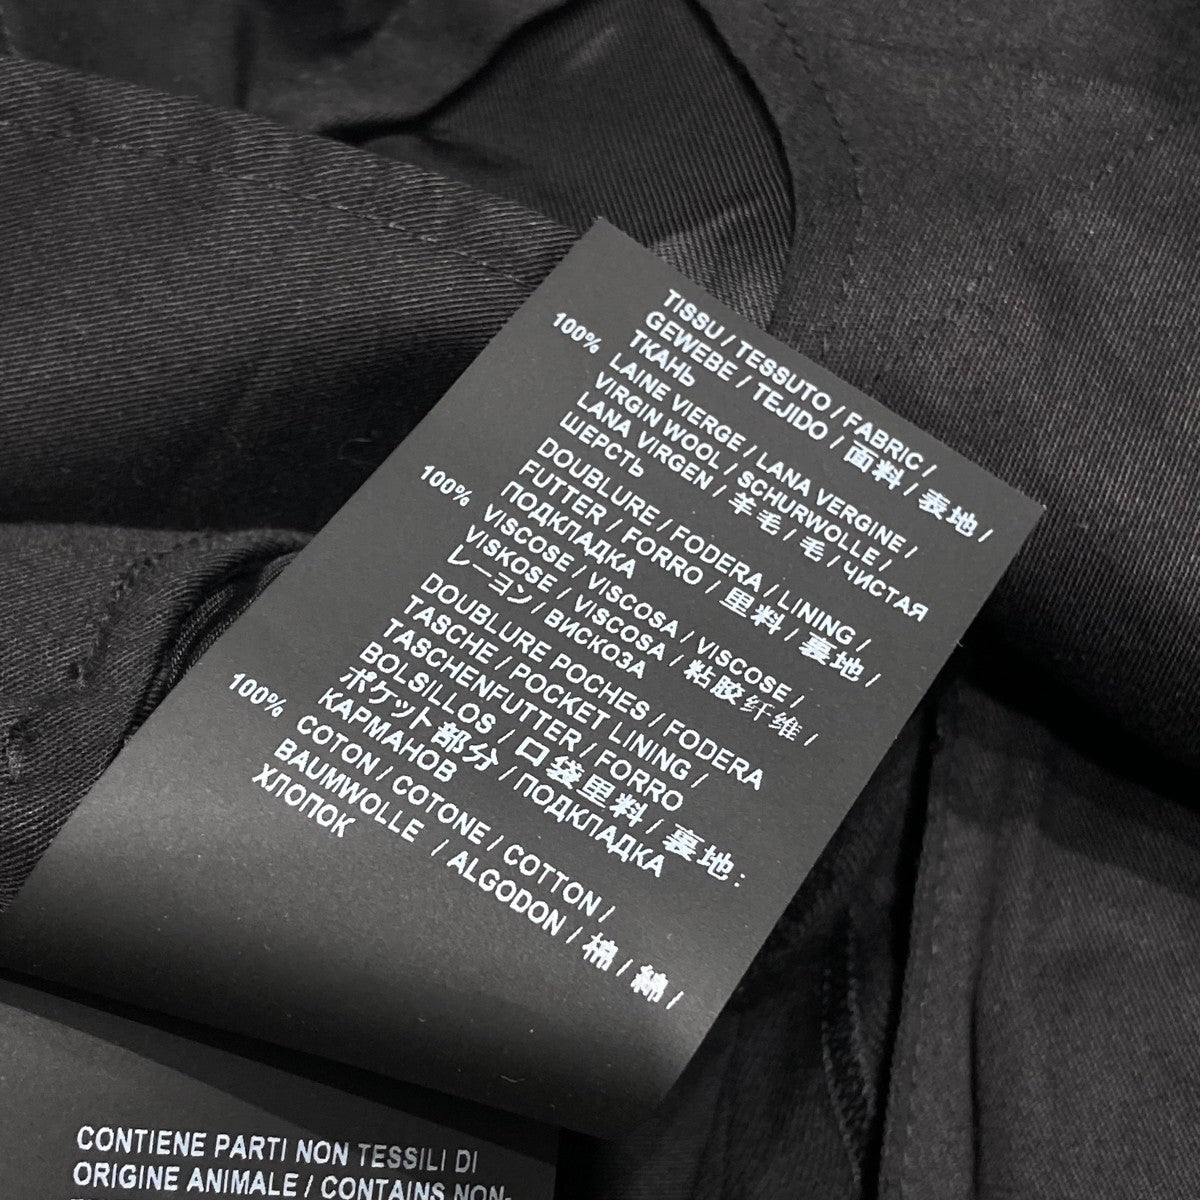 TISSU / TESSUTO / FABRIC /
GEWEBE / TEJIDO / 面料 / 表地 /
ТКАНЬ
100% LAINE VIERGE / LANA VERGINE /
VIRGIN WOOL / SCHURWOLLE /
LANA VIRGEN / 羊毛 / 毛 / ЧИСТАЯ
ШЕРСТЬ
DOUBLURE / FODERA / LINING /
FUTTER / FORRO / 里料 / 裏地 /
ПОДКЛАДКА
100% VISCOSE / VISCOSA / VISCOSE /
VISKOSE / VISCOSA / 粘胶纤维 /
レーヨン / ВИСКОЗА
DOUBLURE POCHES / FODERA
TASCHE / POCKET LINING /
TASCHENFUTTER / FORRO
BOLSILLOS / 口袋里料 / 裏地:
ポケット部分 / ПОДКЛАДКА
КАРМАНОВ
100% COTON / COTONE / COTTON /
BAUMWOLLE / ALGODON / 棉 / 綿 /
ХЛОПОК
CONTIENE PARTI NON TESSILI DI
ORIGINE ANIMALE / CONTAINS NON-